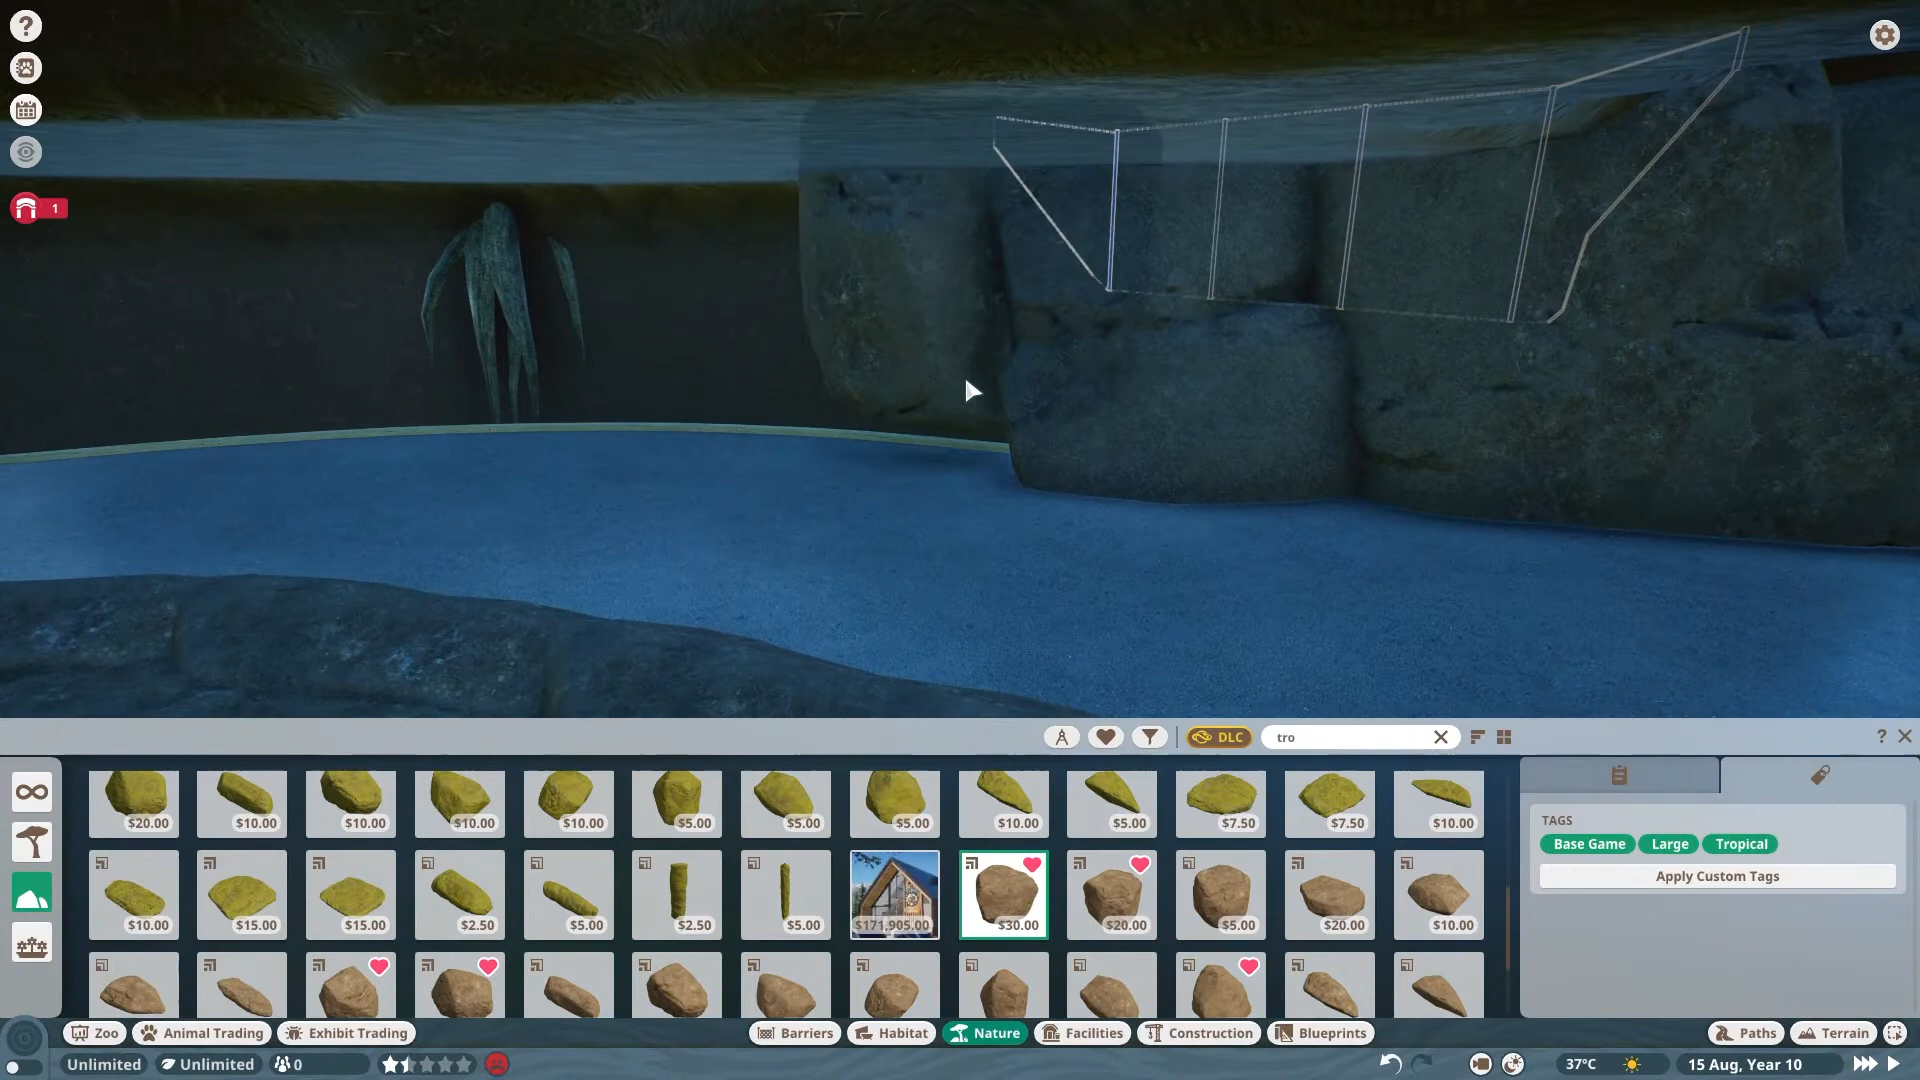 ?
1
DLC
tro
?
$20.00 $10.00 $10.00 $10.00 $10.00 $5.00 $5.00 $5.00 $10.00 $5.00 $7.50 $7.50 $10.00
$10.00 $15.00 $15.00 $2.50 $5.00 $2.50 $5.00 $171,905.00 $30.00 $20.00 $5.00 $20.00 $10.00
TAGS
Base Game Large Tropical
Apply Custom Tags
Zoo Animal Trading Exhibit Trading Barriers Habitat Nature Facilities Construction Blueprints Paths Terrain
Unlimited Unlimited 0 37°C 15 Aug, Year 10